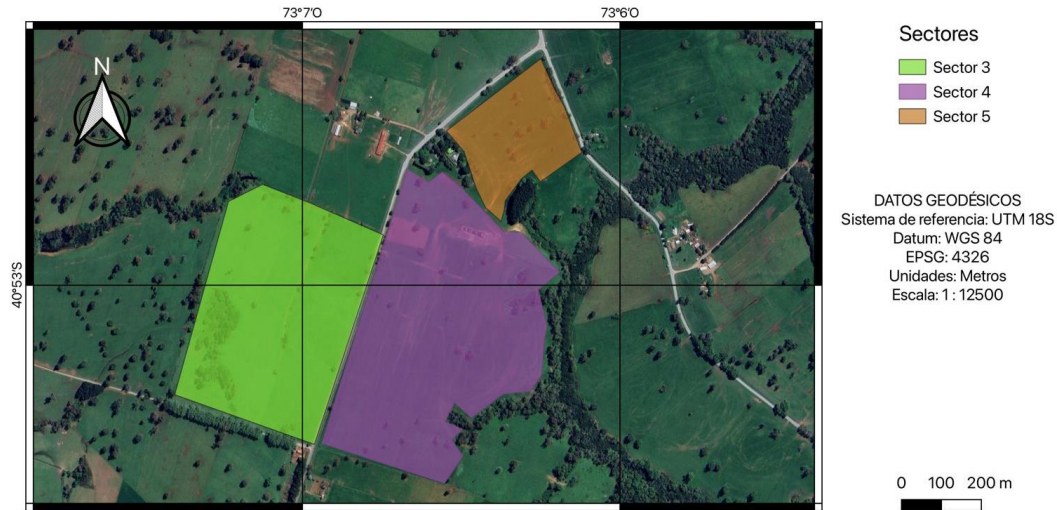 73°7'O
73°6'O
N
40°53'S
Sectores
Sector 3
Sector 4
Sector 5
DATOS GEODÉSICOS
Sistema de referencia: UTM 18S
Datum: WGS 84
EPSG: 4326
Unidades: Metros
Escala: 1 : 12500
0 100 200 m